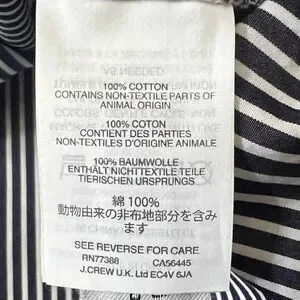 100% COTTON
CONTAINS NON-TEXTILE PARTS OF
ANIMAL ORIGIN
100% COTON
CONTIENT DES PARTIES
NON-TEXTILES D'ORIGINE ANIMALE
100% BAUMWOLLE
ENTHÄLT NICHTTEXTILE TEILE
TIERISCHEN URSPRUNGS
綿 100%
動物由来の非布地部分を含み
ます
SEE REVERSE FOR CARE
RN77388 CA56445
J.CREW U.K. Ltd EC4V 6JA